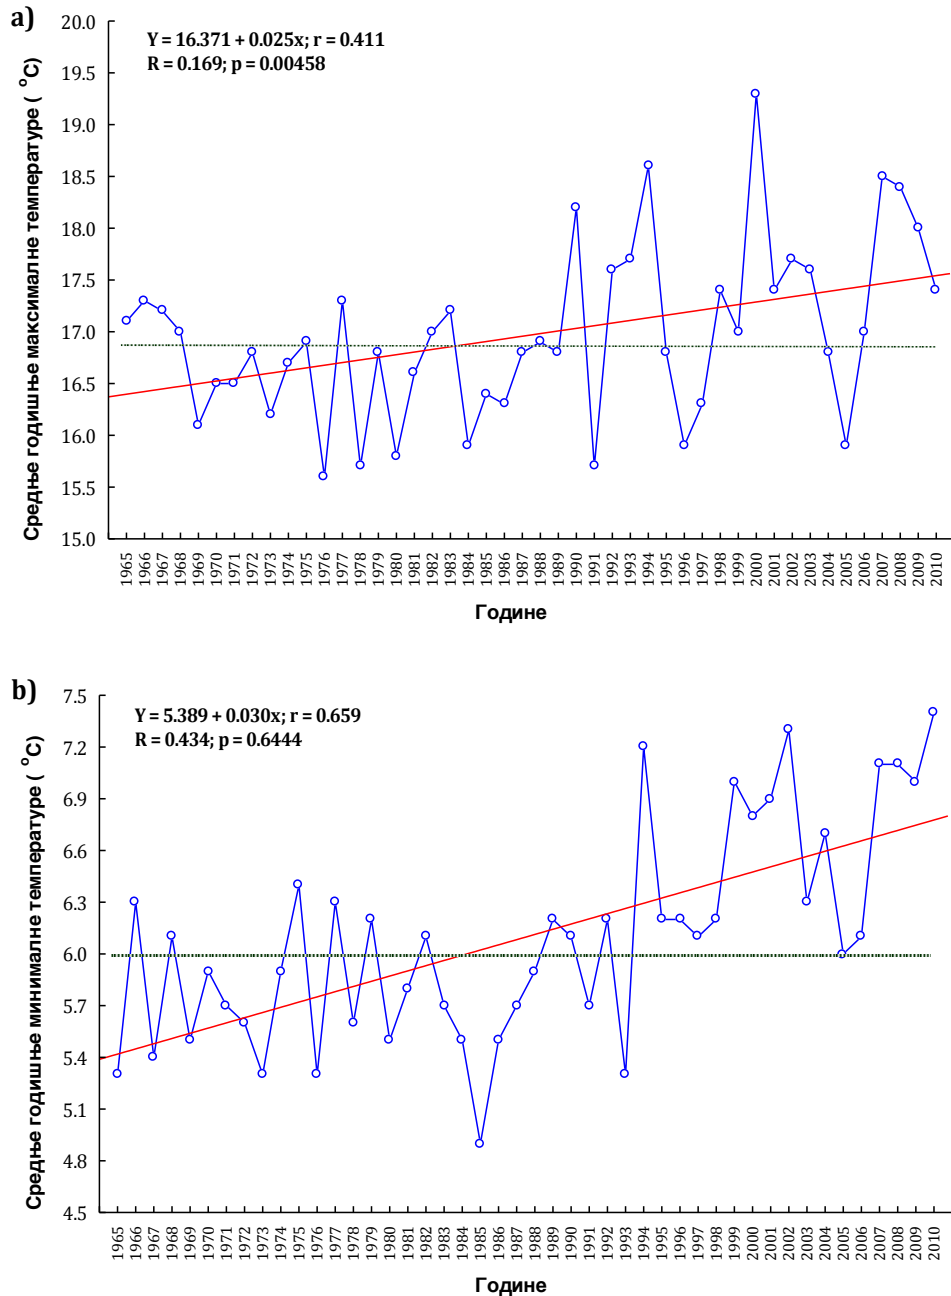 a)
Y = 16.371 + 0.025x; r = 0.411
R = 0.169; p = 0.00458
Средње годишње максималне температуре ( °C)
20.0
19.5
19.0
18.5
18.0
17.5
17.0
16.5
16.0
15.5
15.0
1965 1966 1967 1968 1969 1970 1971 1972 1973 1974 1975 1976 1977 1978 1979 1980 1981 1982 1983 1984 1985 1986 1987 1988 1989 1990 1991 1992 1993 1994 1995 1996 1997 1998 1999 2000 2001 2002 2003 2004 2005 2006 2007 2008 2009 2010
Године
b)
Y = 5.389 + 0.030x; r = 0.659
R = 0.434; p = 0.6444
Средње годишње минималне температуре ( °C)
7.5
7.2
6.9
6.6
6.3
6.0
5.7
5.4
5.1
4.8
4.5
1965 1966 1967 1968 1969 1970 1971 1972 1973 1974 1975 1976 1977 1978 1979 1980 1981 1982 1983 1984 1985 1986 1987 1988 1989 1990 1991 1992 1993 1994 1995 1996 1997 1998 1999 2000 2001 2002 2003 2004 2005 2006 2007 2008 2009 2010
Године